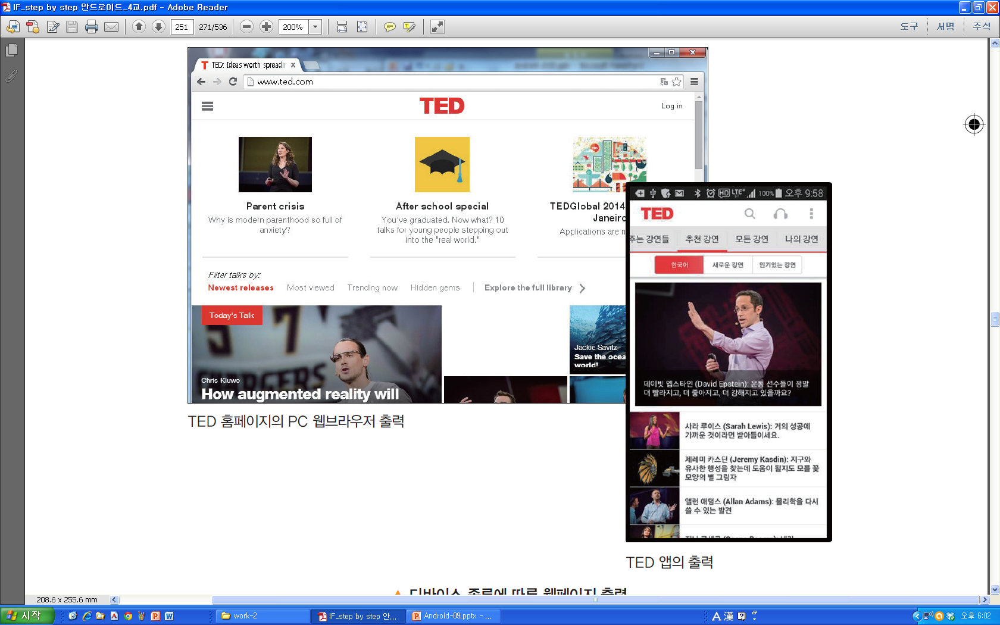 IF_step by step 안드로이드_4교.pdf - Adobe Reader
251
271/536
200%
도구
서명
주석
TED: Ideas worth spreadir
www.ted.com
TED
Log in
Parent crisis
Why is modern parenthood so full of
anxiety?
After school special
You've graduated. Now what? 10
talks for young people stepping out
into the "real world."
TEDGlobal 2014
Janeiro
Applications are n
Filter talks by:
Newest releases
Most viewed
Trending now
Hidden gems
Explore the full library
Today's Talk
Chris Kluwe
How augmented reality will
Jackie Savitz
Save the ocea
world!
TED 홈페이지의 PC 웹브라우저 출력
HD LTE+ 100% 오후 9:58
TED
주는 강연들
추천 강연
모든 강연
나의 강연
한국어
새로운 강연
인기있는 강연
데이빗 엡스타인 (David Epstein): 운동 선수들이 정말
더 빨라지고, 더 좋아지고, 더 강해지고 있을까요?
사라 루이스 (Sarah Lewis): 거의 성공에
가까운 것이라면 받아들이세요.
제레미 카스딘 (Jeremy Kasdin): 지구와
유사한 행성을 찾는데 도움이 될지도 모를 꽃
모양의 별 그림자
앨런 애덤스 (Allan Adams): 물리학을 다시
쓸 수 있는 발견
TED 앱의 출력
디바이스 종류에 따른 웹페이지 출력
208.6 x 255.6 mm
시작
work-2
IF_step by step 안...
Android-09.pptx - ...
A 漢
오후 6:02